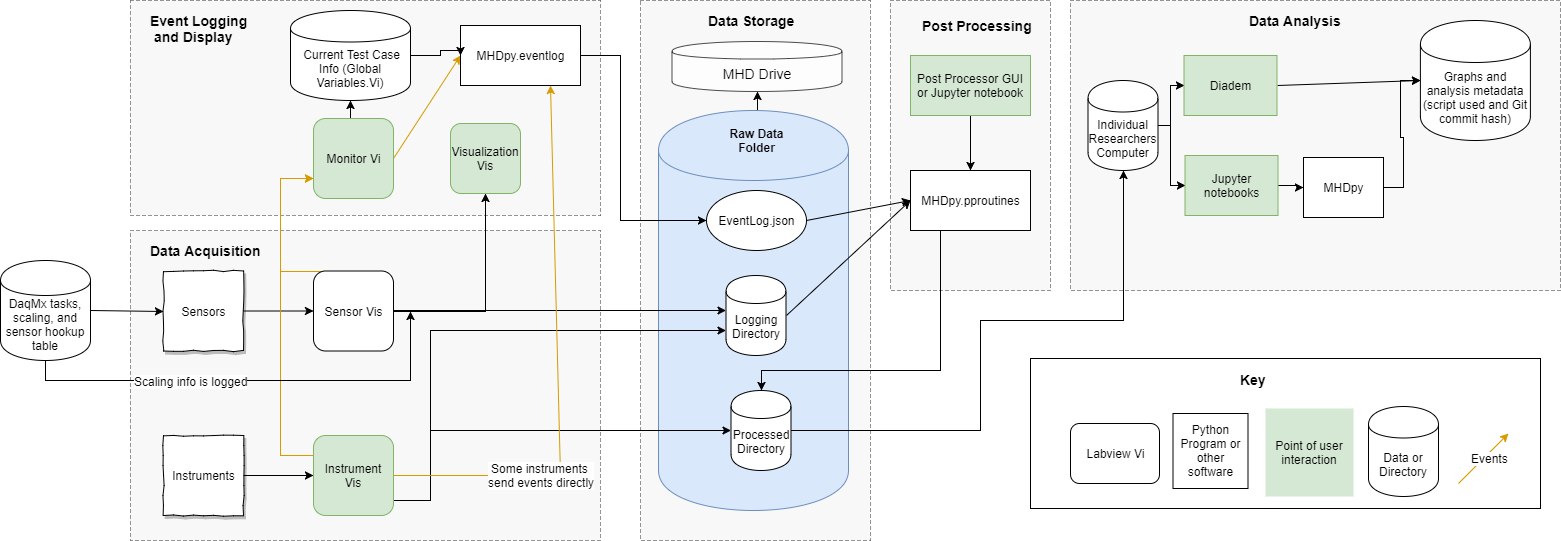 Event Logging
and Display
Current Test Case
Info (Global
Variables.Vi)
MHDpy.eventlog
Monitor Vi
Visualization
Vis
Data Acquisition
DaqMx tasks,
scaling, and
sensor hookup
table
Sensors
Sensor Vis
Scaling info is logged
Instruments
Instrument
Vis
Some instruments
send events directly
Data Storage
MHD Drive
Raw Data
Folder
EventLog.json
Logging
Directory
Processed
Directory
Post Processing
Post Processor GUI
or Jupyter notebook
MHDpy.pproutines
Data Analysis
Individual
Researchers
Computer
Diadem
Jupyter
notebooks
MHDpy
Graphs and
analysis metadata
(script used and Git
commit hash)
Key
Labview Vi
Python
Program or
other
software
Point of user
interaction
Data or
Directory
Events